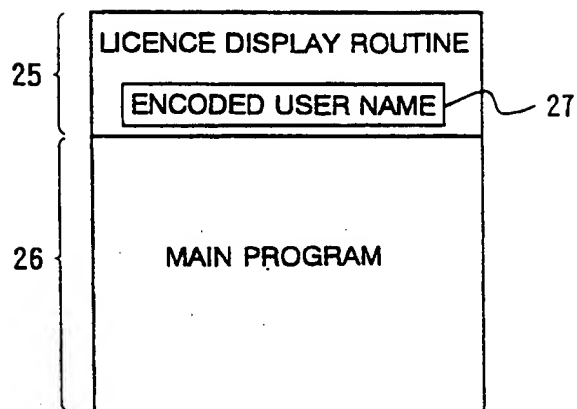 LICENCE DISPLAY ROUTINE
25
ENCODED USER NAME
27
26
MAIN PROGRAM